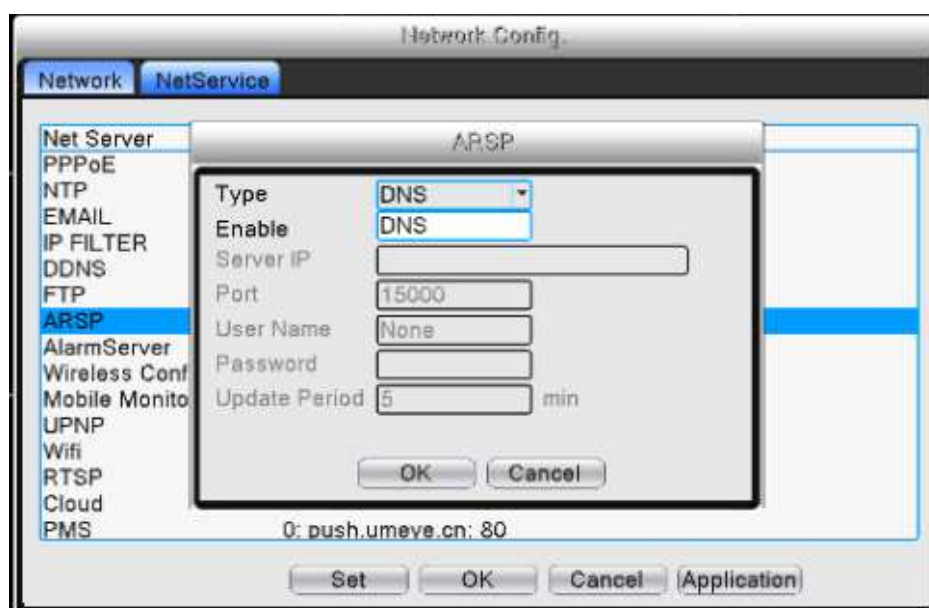 Network Config.
Network NetService
Net Server
PPPoE
NTP
EMAIL
IP FILTER
DDNS
FTP
ARSP
AlarmServer
Wireless Conf
Mobile Monito
UPNP
Wifi
RTSP
Cloud
PMS 0: push.umeye.cn: 80
ARSP
Type DNS
Enable DNS
Server IP
Port 15000
User Name None
Password
Update Period 5 min
OK Cancel
Set OK Cancel Application